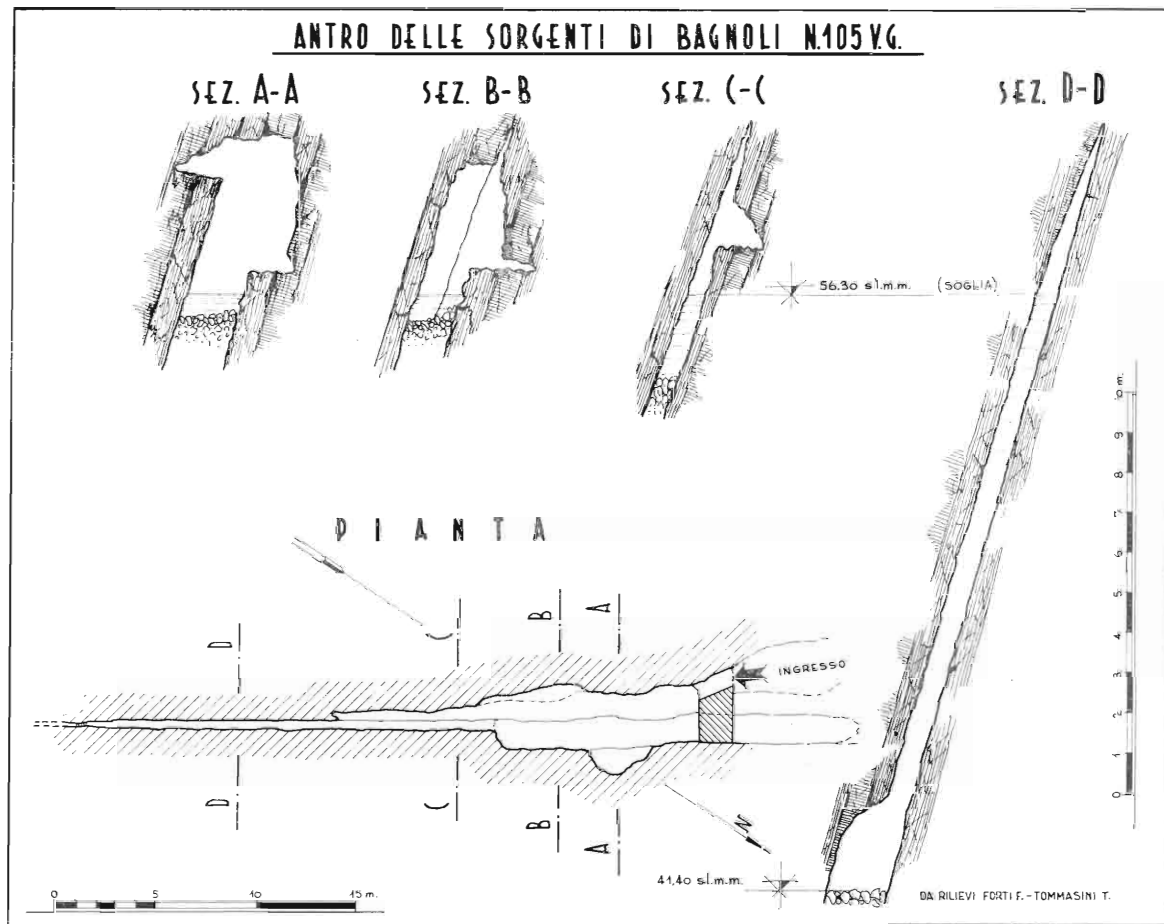 ANTRO DELLE SORGENTI DI BAGNOLI N.105 V.G.
SEZ. A-A
SEZ. B-B
SEZ. C-C
SEZ. D-D
56.30 s.l.m.m. (SOGLIA)
0 m.
9
8
7
6
5
4
3
2
1
0
PIANTA
D
C
B
A
INGRESSO
D
C
B
A
N
41,40 s.l.m.m.
0 5 10 15 m.
DA RILIEVI FORTI F. - TOMMASINI T.